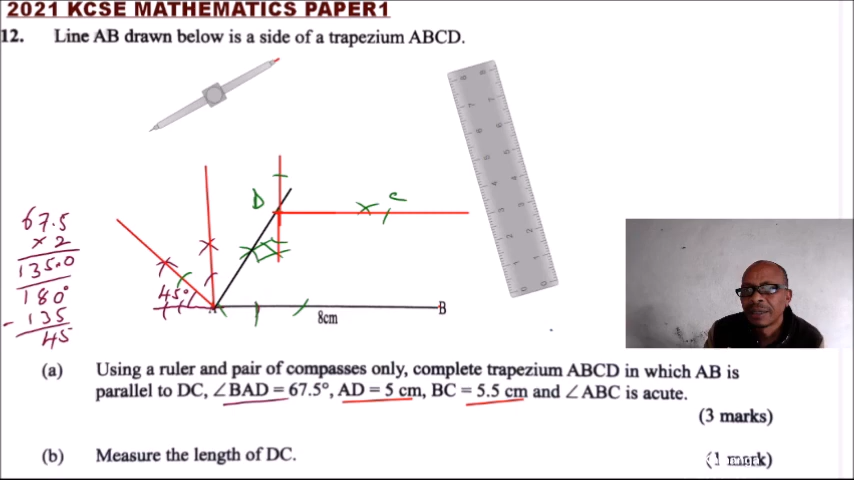 2021 KCSE MATHEMATICS PAPER1
12. Line AB drawn below is a side of a trapezium ABCD.
D
C
67.5
x 2
135.0
180°
- 135
45
45°
8cm
B
(a) Using a ruler and pair of compasses only, complete trapezium ABCD in which AB is
parallel to DC, ∠BAD = 67.5°, AD = 5 cm, BC = 5.5 cm and ∠ABC is acute.
(3 marks)
(b) Measure the length of DC.
(1 mark)